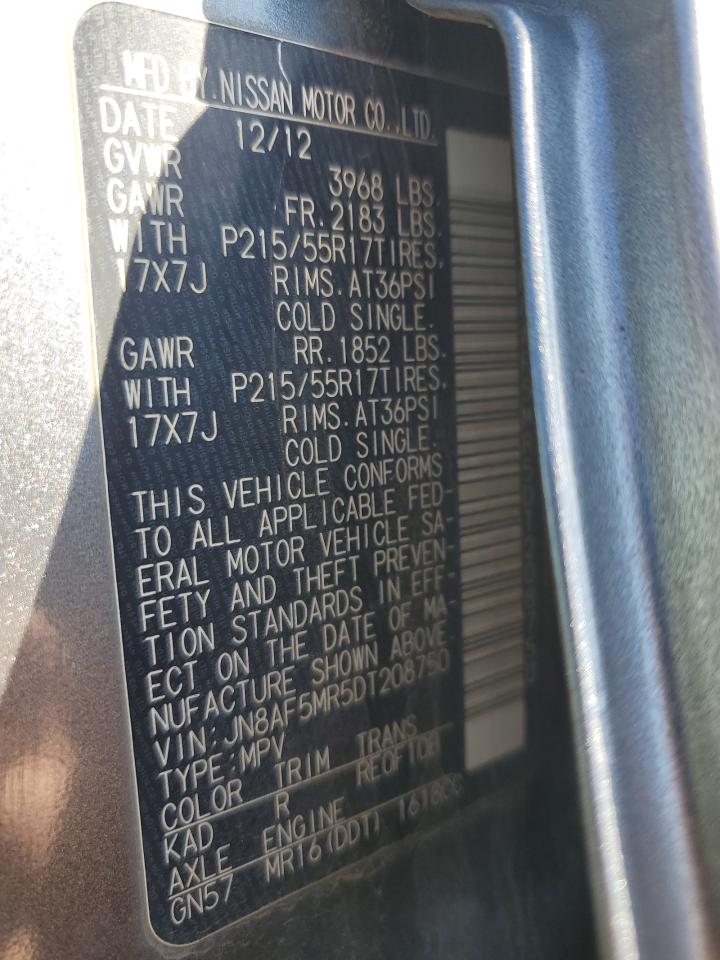 MFD BY NISSAN MOTOR CO.,LTD.
DATE 12/12
GVWR 3968 LBS.
GAWR FR. 2183 LBS.
WITH P215/55R17TIRES.
17X7J RIMS. AT36PSI
COLD SINGLE.
GAWR RR. 1852 LBS.
WITH P215/55R17TIRES.
17X7J RIMS. AT36PSI
COLD SINGLE.
THIS VEHICLE CONFORMS
TO ALL APPLICABLE FED-
ERAL MOTOR VEHICLE SA-
FETY AND THEFT PREVEN-
TION STANDARDS IN EFF-
ECT ON THE DATE OF MA-
NUFACTURE SHOWN ABOVE.
VIN:JN8AF5MR5DT208750
TYPE:MPV
COLOR TRIM TRANS
KAD R
AXLE ENGINE
GN57 MR16(DDT)